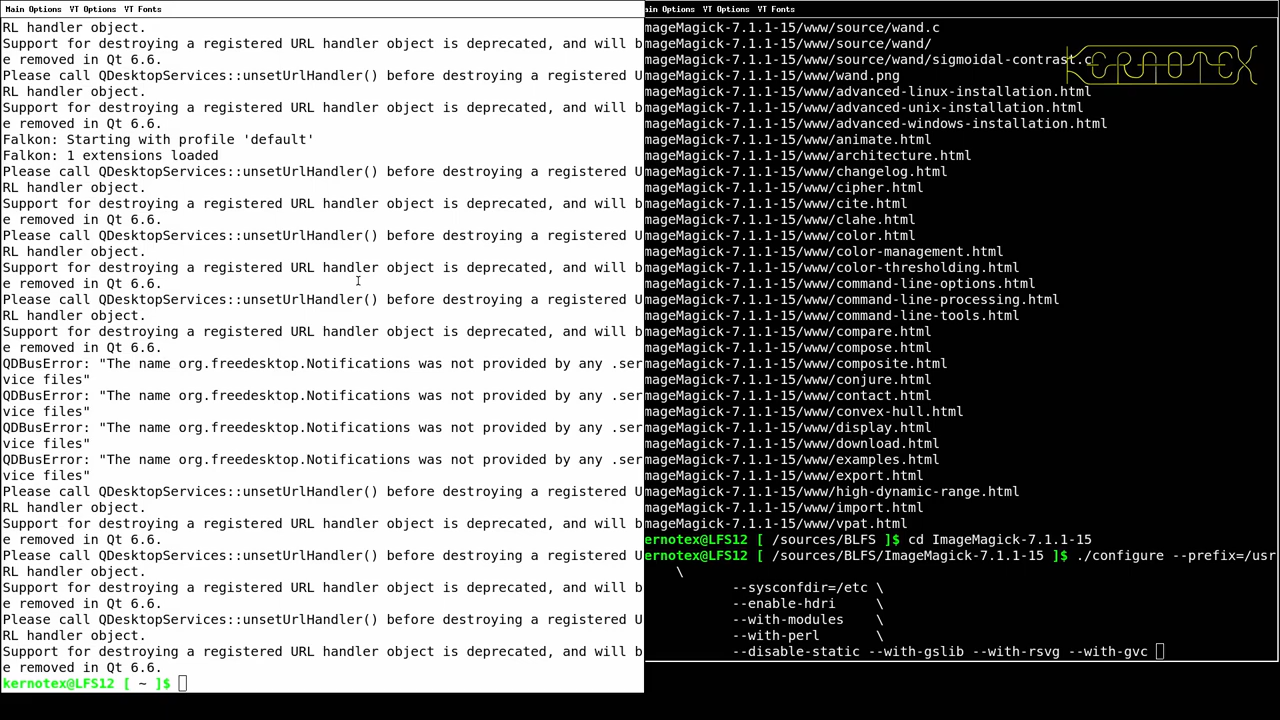 Main Options VT Options VT Fonts
RL handler object.
Support for destroying a registered URL handler object is deprecated, and will b
e removed in Qt 6.6.
Please call QDesktopServices::unsetUrlHandler() before destroying a registered U
RL handler object.
Support for destroying a registered URL handler object is deprecated, and will b
e removed in Qt 6.6.
Falkon: Starting with profile 'default'
Falkon: 1 extensions loaded
Please call QDesktopServices::unsetUrlHandler() before destroying a registered U
RL handler object.
Support for destroying a registered URL handler object is deprecated, and will b
e removed in Qt 6.6.
Please call QDesktopServices::unsetUrlHandler() before destroying a registered U
RL handler object.
Support for destroying a registered URL handler object is deprecated, and will b
e removed in Qt 6.6.
Please call QDesktopServices::unsetUrlHandler() before destroying a registered U
RL handler object.
Support for destroying a registered URL handler object is deprecated, and will b
e removed in Qt 6.6.
QDBusError: "The name org.freedesktop.Notifications was not provided by any .ser
vice files"
QDBusError: "The name org.freedesktop.Notifications was not provided by any .ser
vice files"
QDBusError: "The name org.freedesktop.Notifications was not provided by any .ser
vice files"
QDBusError: "The name org.freedesktop.Notifications was not provided by any .ser
vice files"
Please call QDesktopServices::unsetUrlHandler() before destroying a registered U
RL handler object.
Support for destroying a registered URL handler object is deprecated, and will b
e removed in Qt 6.6.
Please call QDesktopServices::unsetUrlHandler() before destroying a registered U
RL handler object.
Support for destroying a registered URL handler object is deprecated, and will b
e removed in Qt 6.6.
Please call QDesktopServices::unsetUrlHandler() before destroying a registered U
RL handler object.
Support for destroying a registered URL handler object is deprecated, and will b
e removed in Qt 6.6.
kernotex@LFS12 [ ~ ]$
ain Options VT Options VT Fonts
mageMagick-7.1.1-15/www/source/wand.c
mageMagick-7.1.1-15/www/source/wand/
mageMagick-7.1.1-15/www/source/wand/sigmoidal-contrast.c
KERNOTEX
mageMagick-7.1.1-15/www/wand.png
mageMagick-7.1.1-15/www/advanced-linux-installation.html
mageMagick-7.1.1-15/www/advanced-unix-installation.html
mageMagick-7.1.1-15/www/advanced-windows-installation.html
mageMagick-7.1.1-15/www/animate.html
mageMagick-7.1.1-15/www/architecture.html
mageMagick-7.1.1-15/www/changelog.html
mageMagick-7.1.1-15/www/cipher.html
mageMagick-7.1.1-15/www/cite.html
mageMagick-7.1.1-15/www/clahe.html
mageMagick-7.1.1-15/www/color.html
mageMagick-7.1.1-15/www/color-management.html
mageMagick-7.1.1-15/www/color-thresholding.html
mageMagick-7.1.1-15/www/command-line-options.html
mageMagick-7.1.1-15/www/command-line-processing.html
mageMagick-7.1.1-15/www/command-line-tools.html
mageMagick-7.1.1-15/www/compare.html
mageMagick-7.1.1-15/www/compose.html
mageMagick-7.1.1-15/www/composite.html
mageMagick-7.1.1-15/www/conjure.html
mageMagick-7.1.1-15/www/contact.html
mageMagick-7.1.1-15/www/convex-hull.html
mageMagick-7.1.1-15/www/display.html
mageMagick-7.1.1-15/www/download.html
mageMagick-7.1.1-15/www/examples.html
mageMagick-7.1.1-15/www/export.html
mageMagick-7.1.1-15/www/high-dynamic-range.html
mageMagick-7.1.1-15/www/import.html
mageMagick-7.1.1-15/www/vpat.html
ernotex@LFS12 [ /sources/BLFS ]$ cd ImageMagick-7.1.1-15
ernotex@LFS12 [ /sources/BLFS/ImageMagick-7.1.1-15 ]$ ./configure --prefix=/usr
\
--sysconfdir=/etc \
--enable-hdri \
--with-modules \
--with-perl \
--disable-static --with-gslib --with-rsvg --with-gvc